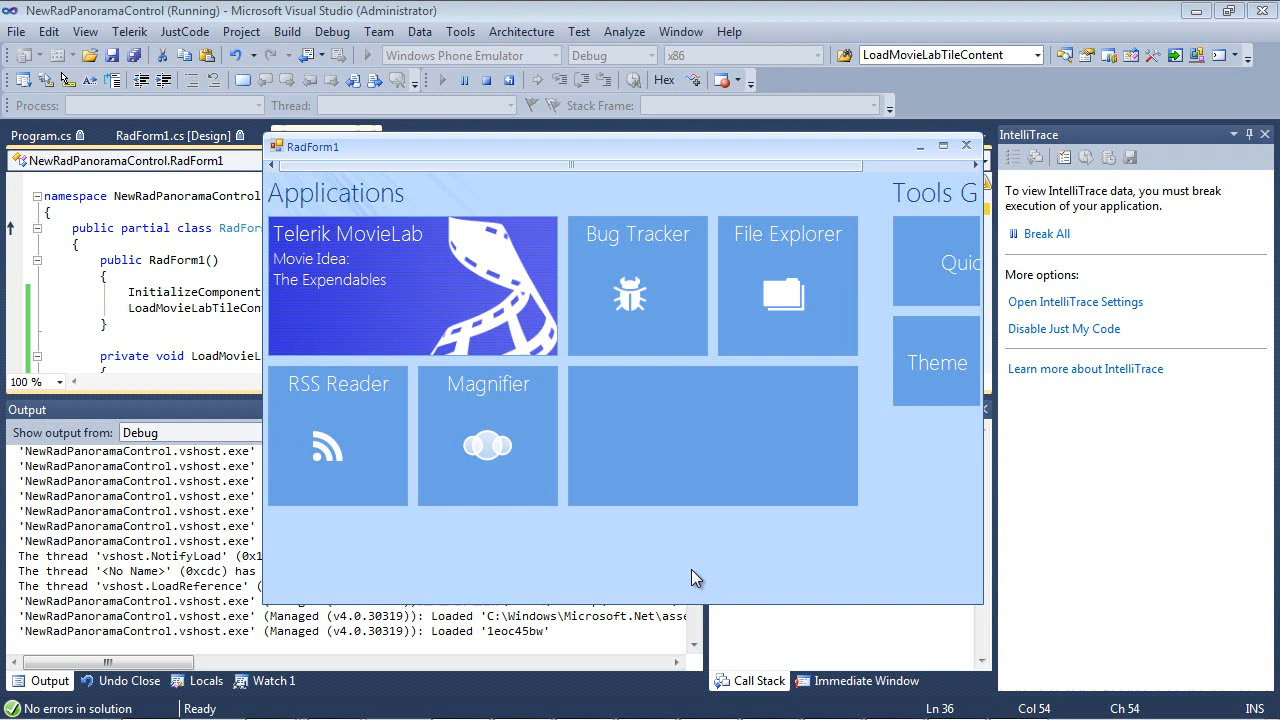 NewRadPanoramaControl (Running) - Microsoft Visual Studio (Administrator)
File Edit View Telerik JustCode Project Build Debug Team Data Tools Architecture Test Analyze Window Help
Windows Phone Emulator Debug x86 LoadMovieLabTileContent
Hex
Process: Thread: Stack Frame:
Program.cs RadForm1.cs [Design]
NewRadPanoramaControl.RadForm1
namespace NewRadPanoramaControl
{
public partial class RadFor
{
public RadForm1()
{
InitializeComponent
LoadMovieLabTileCon
}
private void LoadMovieL
{
100 %
RadForm1
Applications
Telerik MovieLab
Movie Idea:
The Expendables
Bug Tracker
File Explorer
RSS Reader
Magnifier
Tools G
Quic
Theme
IntelliTrace
To view IntelliTrace data, you must break
execution of your application.
Break All
More options:
Open IntelliTrace Settings
Disable Just My Code
Learn more about IntelliTrace
Output
Show output from: Debug
'NewRadPanoramaControl.vshost.exe'
'NewRadPanoramaControl.vshost.exe'
'NewRadPanoramaControl.vshost.exe'
'NewRadPanoramaControl.vshost.exe'
'NewRadPanoramaControl.vshost.exe'
'NewRadPanoramaControl.vshost.exe'
'NewRadPanoramaControl.vshost.exe'
The thread 'vshost.NotifyLoad' (0x1
The thread '<No Name>' (0xcdc) has
The thread 'vshost.LoadReference' (
'NewRadPanoramaControl.vshost.exe'
'NewRadPanoramaControl.vshost.exe' (Managed (v4.0.30319)): Loaded 'C:\Windows\Microsoft.Net\asse
'NewRadPanoramaControl.vshost.exe' (Managed (v4.0.30319)): Loaded '1eoc45bw'
Output Undo Close Locals Watch 1
Call Stack Immediate Window
No errors in solution Ready Ln 36 Col 54 Ch 54 INS